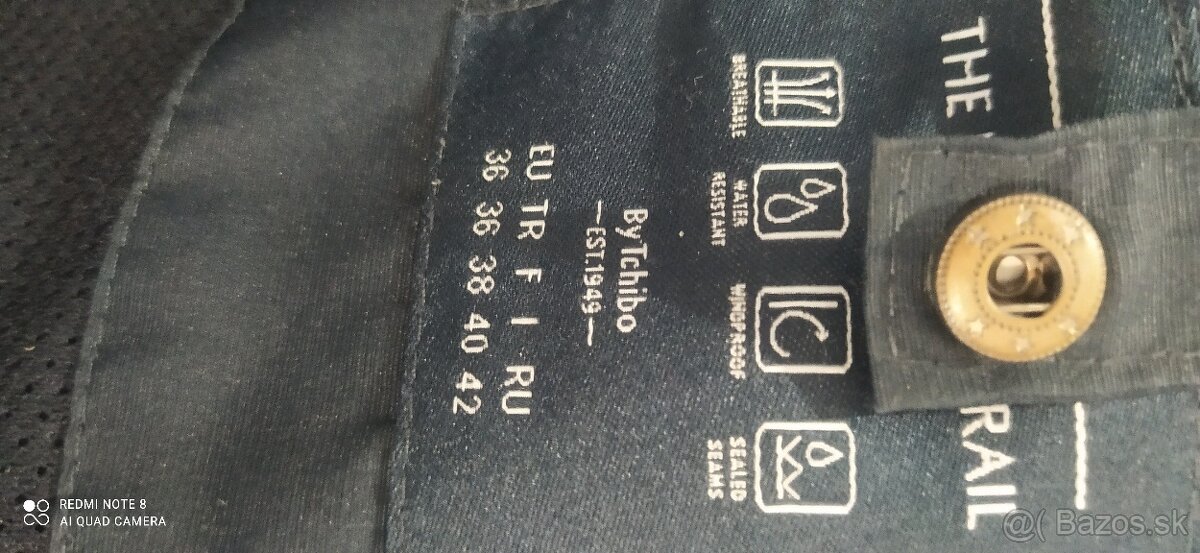 THE
RAIL
BREATHABLE
WATER
RESISTANT
WINDPROOF
SEALED
SEAMS
ByTchibo
—EST.1949—
EU TR F I RU
36 36 38 40 42
REDMI NOTE 8
AI QUAD CAMERA
@( Bazos.sk